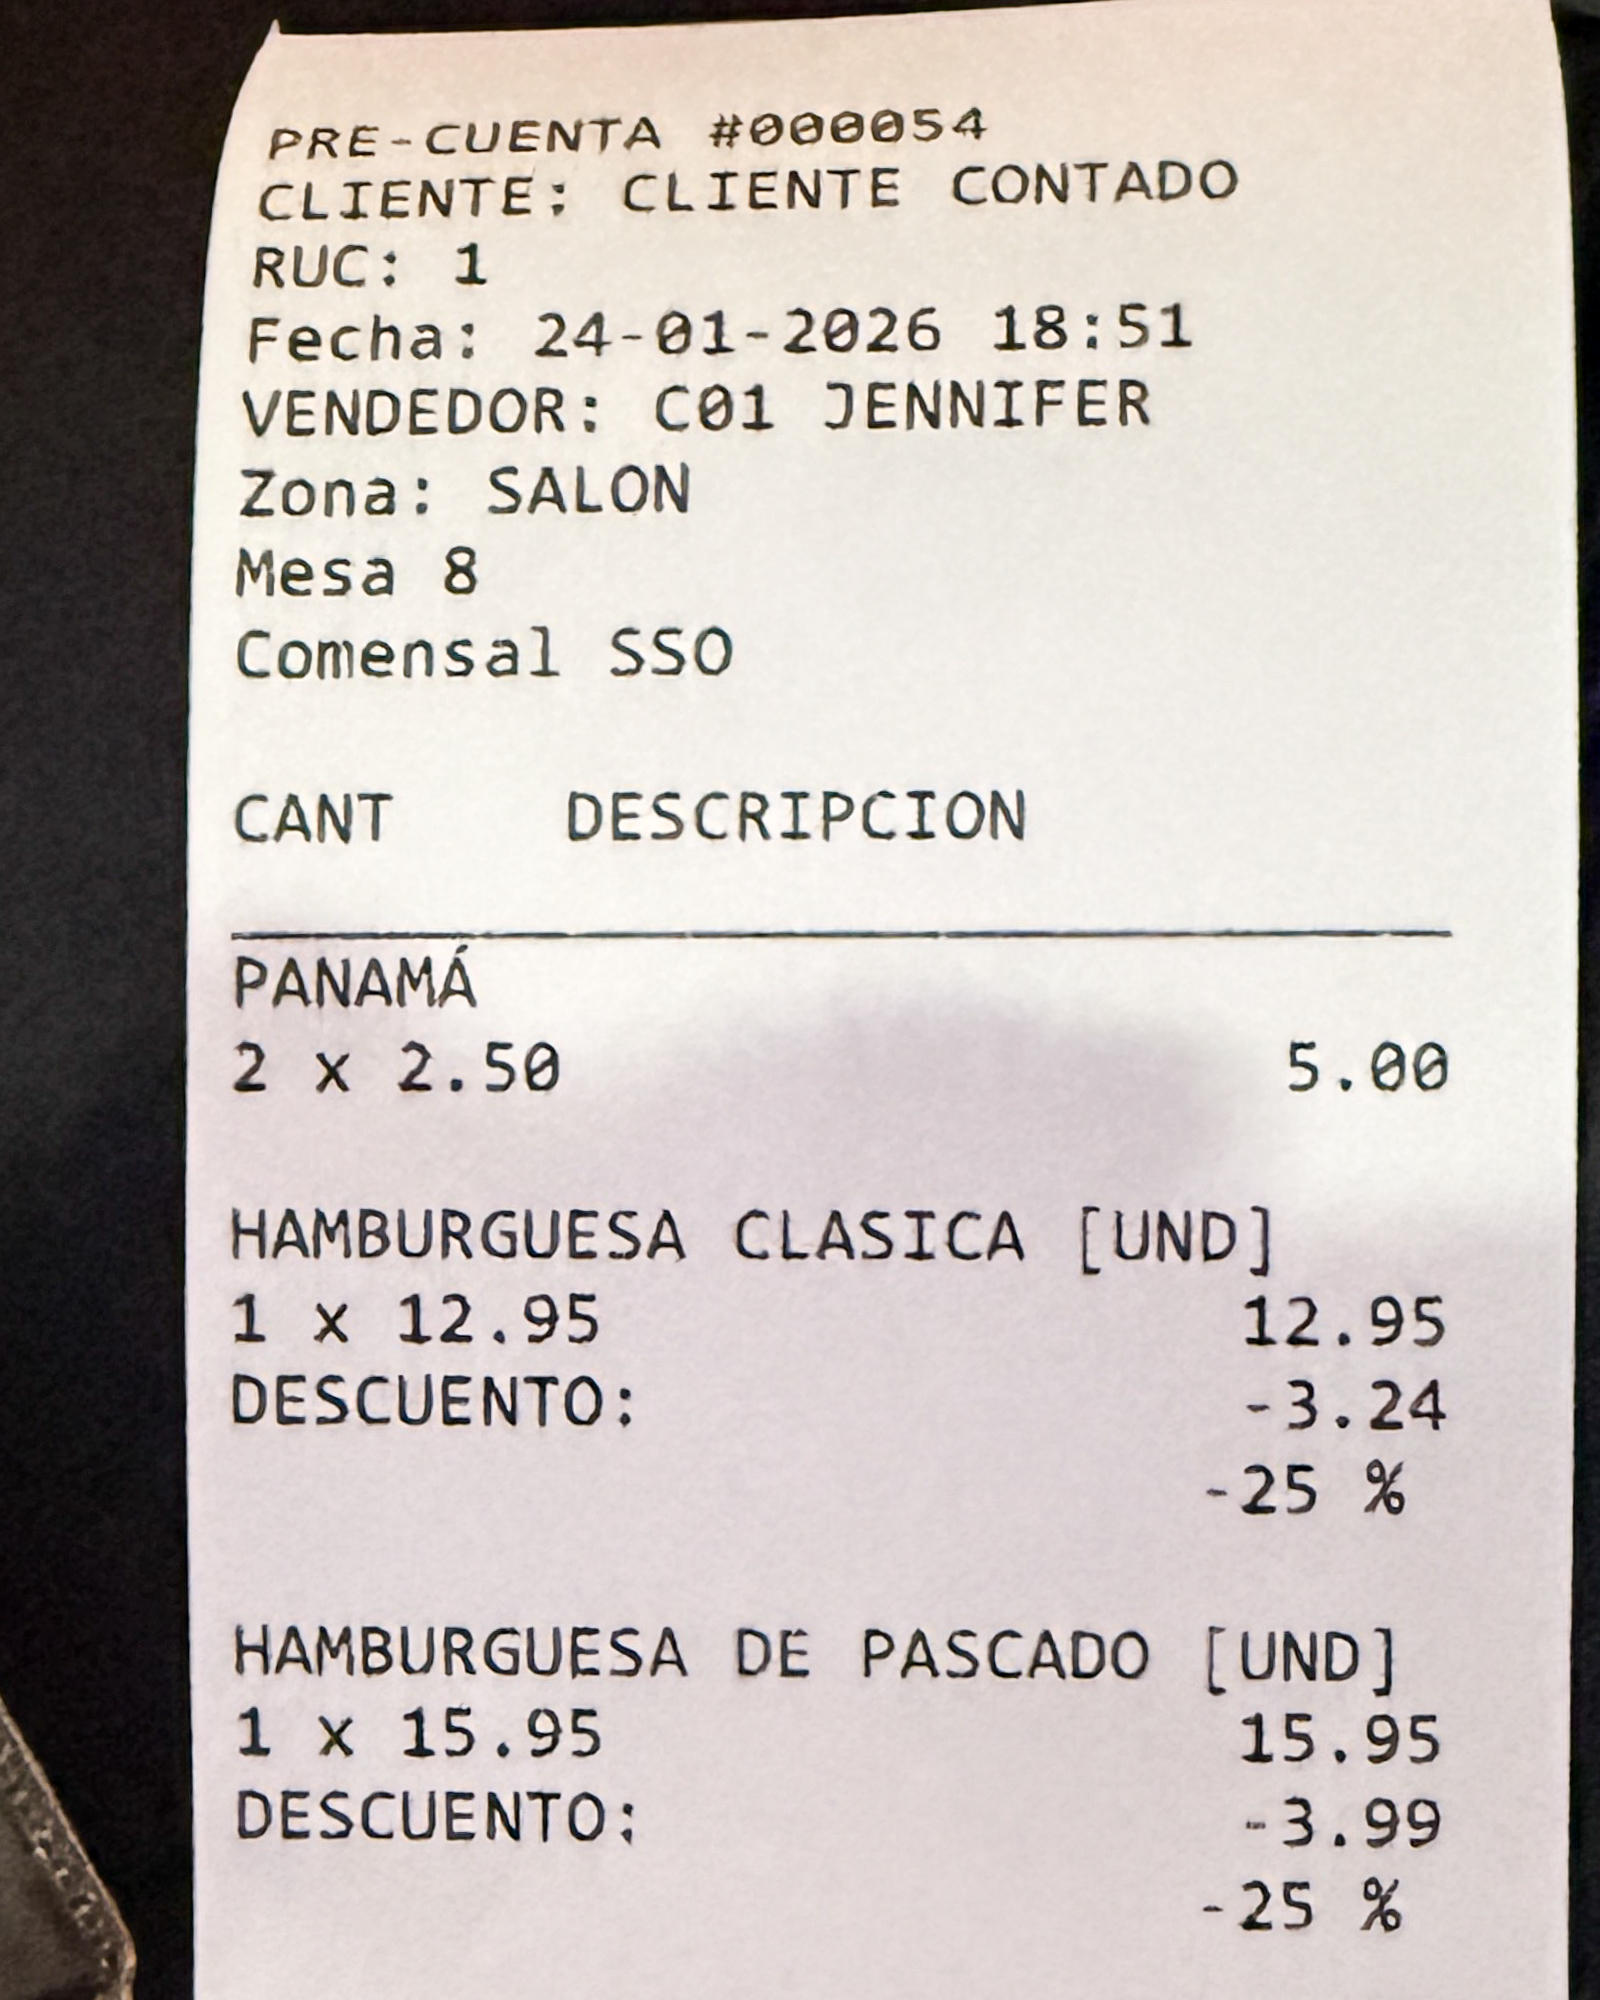 PRE-CUENTA #000054
CLIENTE: CLIENTE CONTADO
RUC: 1
Fecha: 24-01-2026 18:51
VENDEDOR: C01 JENNIFER
Zona: SALON
Mesa 8
Comensal SSO
CANT DESCRIPCION
PANAMÁ
2 x 2.50 5.00
HAMBURGUESA CLASICA [UND]
1 x 12.95 12.95
DESCUENTO: -3.24
-25 %
HAMBURGUESA DE PASCADO [UND]
1 x 15.95 15.95
DESCUENTO: -3.99
-25 %